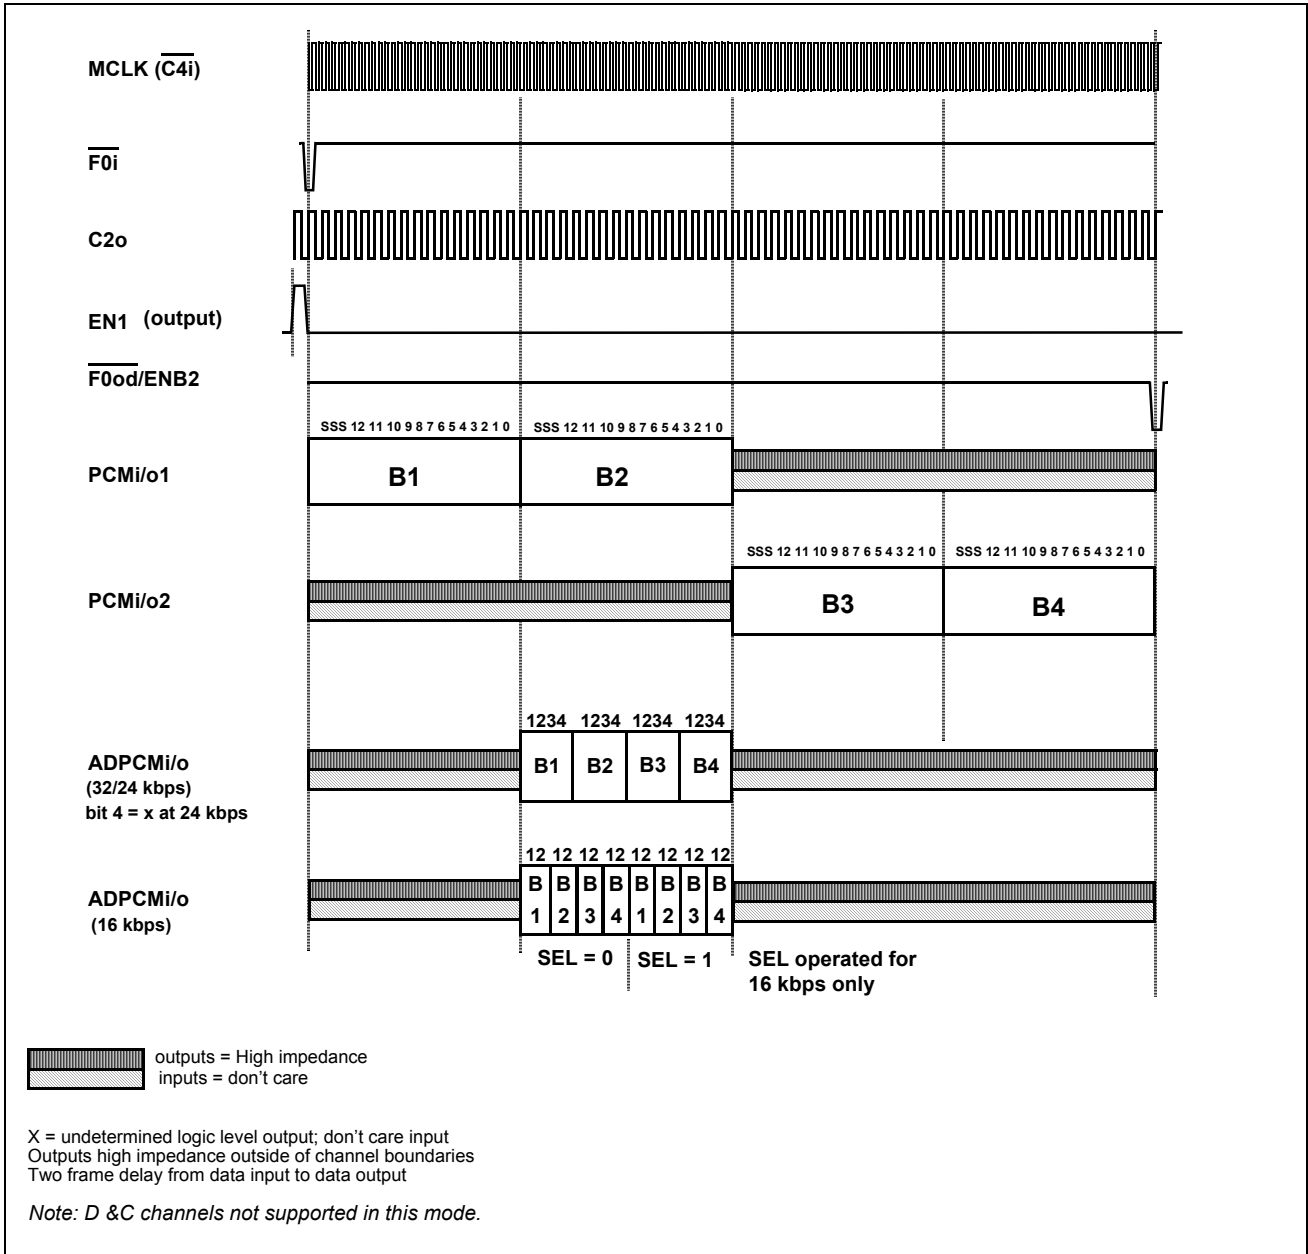 MCLK (C4i)
F0i
C2o
EN1 (output)
F0od/ENB2
SSS 12 11 10 9 8 7 6 5 4 3 2 1 0 SSS 12 11 10 9 8 7 6 5 4 3 2 1 0
PCMi/o1 B1 B2
SSS 12 11 10 9 8 7 6 5 4 3 2 1 0 SSS 12 11 10 9 8 7 6 5 4 3 2 1 0
PCMi/o2 B3 B4
1234 1234 1234 1234
ADPCMi/o B1 B2 B3 B4
(32/24 kbps)
bit 4 = x at 24 kbps
12 12 12 12 12 12 12 12
B B B B B B B B
ADPCMi/o
1 2 3 4 1 2 3 4
(16 kbps)
SEL = 0 SEL = 1 SEL operated for
16 kbps only
outputs = High impedance
inputs = don't care
X = undetermined logic level output; don't care input
Outputs high impedance outside of channel boundaries
Two frame delay from data input to data output
Note: D &C channels not supported in this mode.